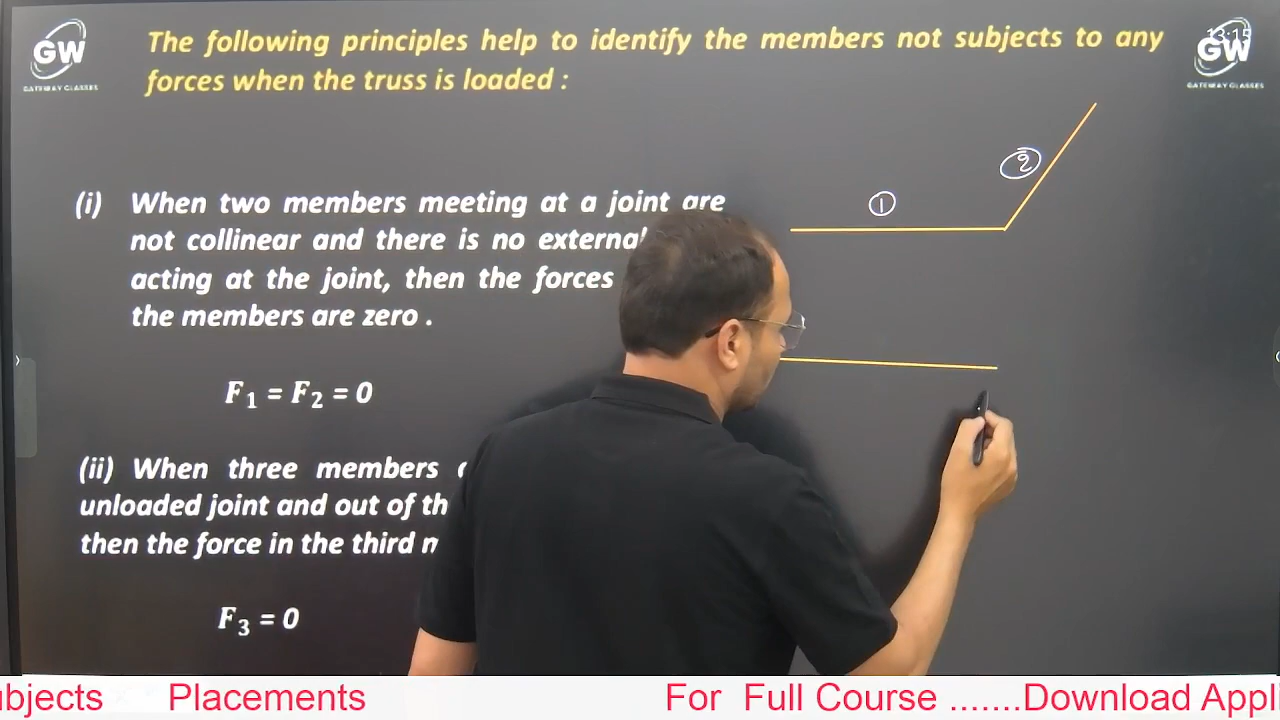 GW
GATEWAY CLASSES
The following principles help to identify the members not subjects to any
forces when the truss is loaded :
13:15
GW
GATEWAY CLASSES
(i) When two members meeting at a joint are
not collinear and there is no external
acting at the joint, then the forces
the members are zero .
F₁ = F₂ = 0
(ii) When three members
unloaded joint and out of th
then the force in the third m
F₃ = 0
1
2
ubjects Placements For Full Course .......Download Appli